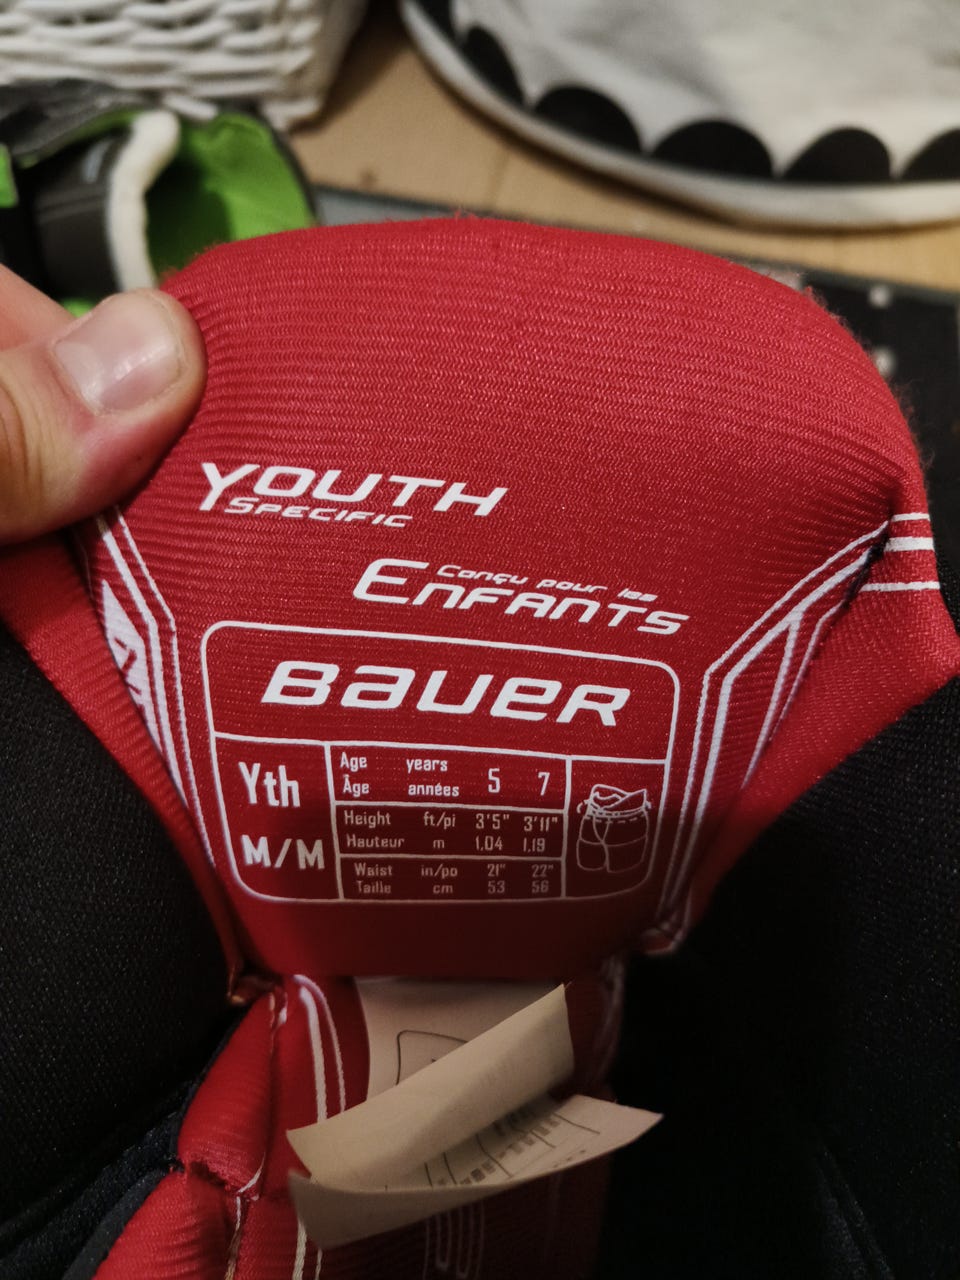 YOUTH
SPECIFIC
Conçu pour les
ENFANTS
BAUER
Yth
M/M
Age years 5 7
Âge années
Height ft/pi 3'5" 3'11"
Hauteur m 1,04 1,19
Waist in/po 21" 22"
Taille cm 53 56